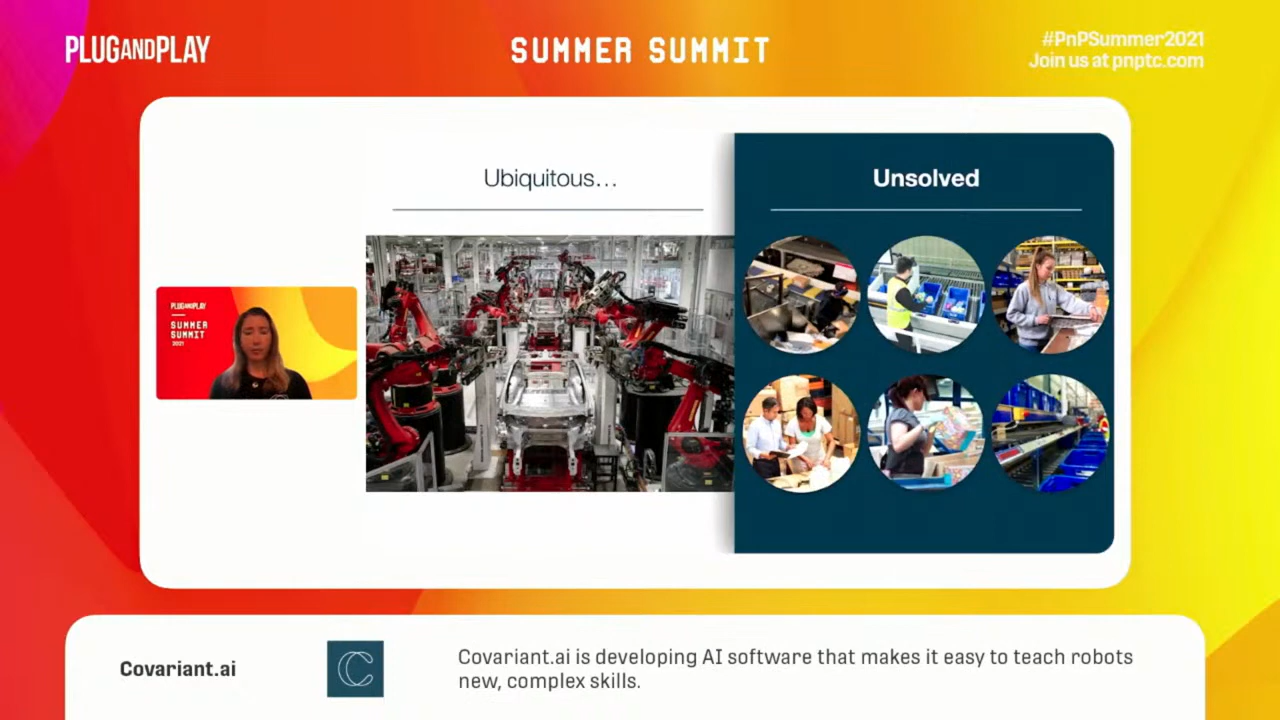 PLUGANDPLAY
SUMMER SUMMIT
#PnPSummer2021
Join us at pnptc.com
Ubiquitous...
Unsolved
PLUGANDPLAY
SUMMER
SUMMIT
2021
Covariant.ai
C
Covariant.ai is developing AI software that makes it easy to teach robots
new, complex skills.